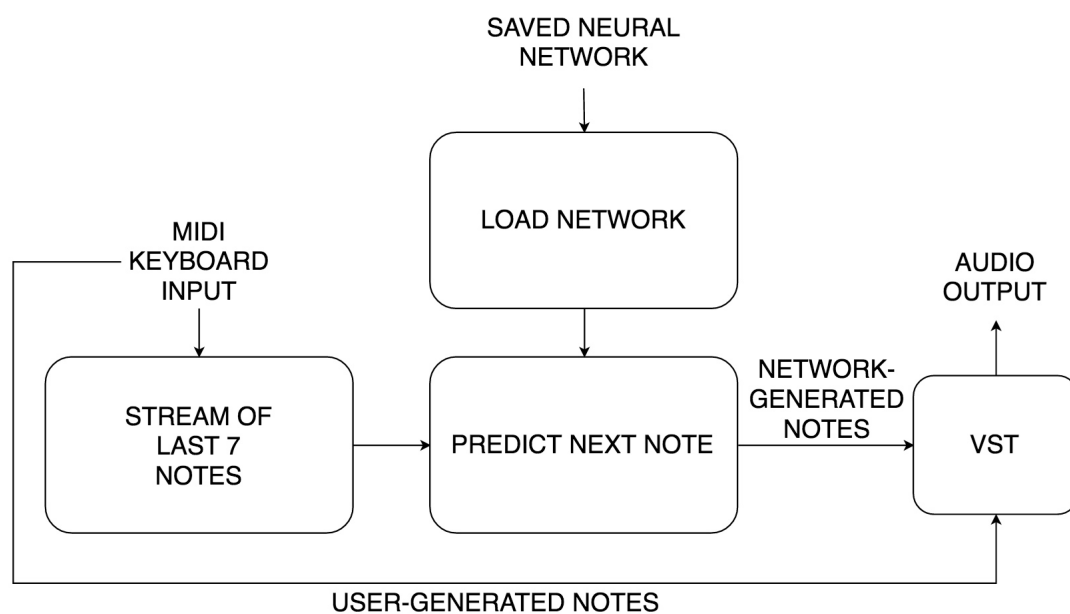 SAVED NEURAL
NETWORK
LOAD NETWORK
MIDI
KEYBOARD
INPUT
AUDIO
OUTPUT
STREAM OF
LAST 7
NOTES
PREDICT NEXT NOTE
NETWORK-
GENERATED
NOTES
VST
USER-GENERATED NOTES